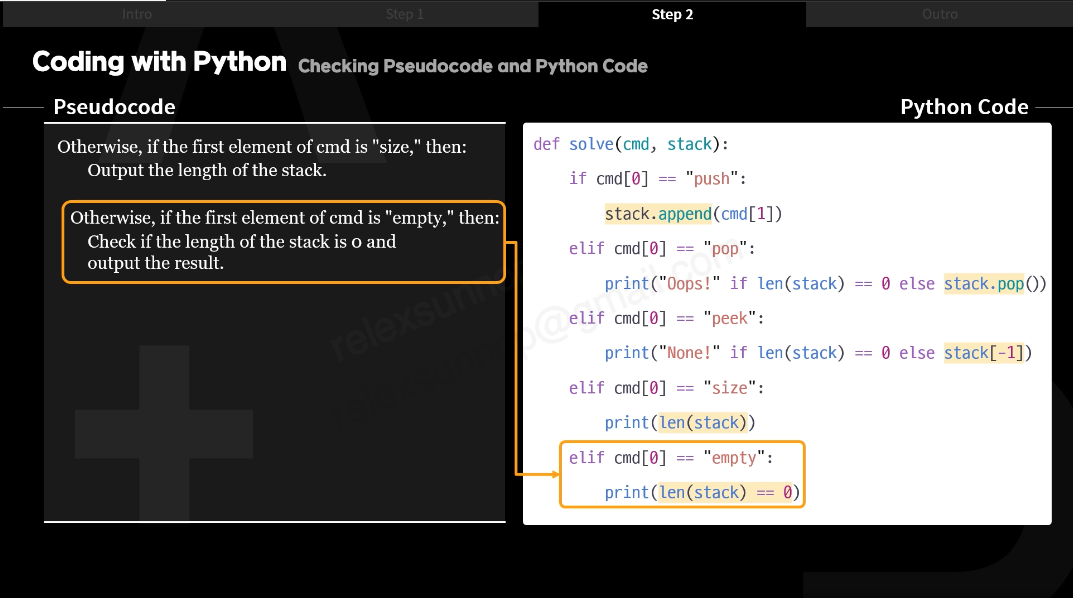 Intro
Step 1
Step 2
Outro
Coding with Python Checking Pseudocode and Python Code
Pseudocode
Otherwise, if the first element of cmd is "size," then:
Output the length of the stack.
Otherwise, if the first element of cmd is "empty," then:
Check if the length of the stack is 0 and
output the result.
Python Code
def solve(cmd, stack):
if cmd[0] == "push":
stack.append(cmd[1])
elif cmd[0] == "pop":
print("Oops!" if len(stack) == 0 else stack.pop())
elif cmd[0] == "peek":
print("None!" if len(stack) == 0 else stack[-1])
elif cmd[0] == "size":
print(len(stack))
elif cmd[0] == "empty":
print(len(stack) == 0)